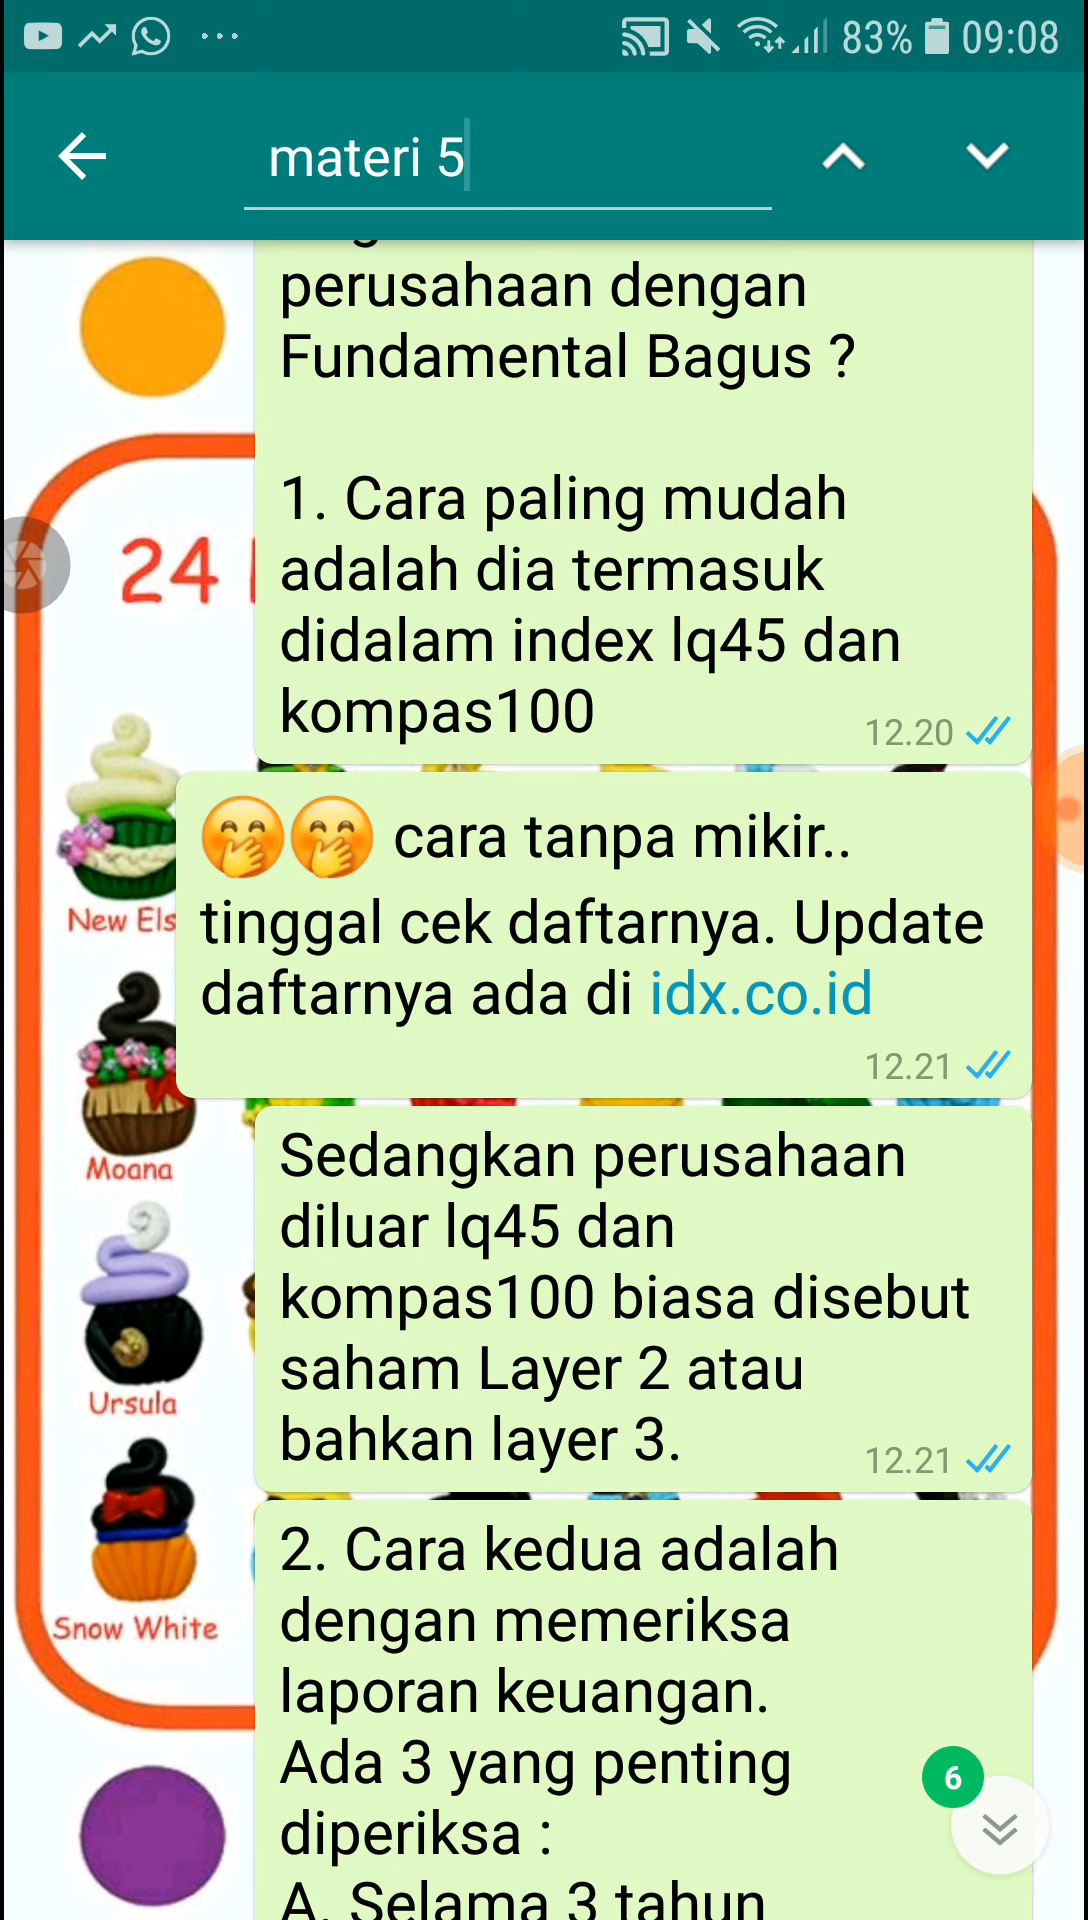 83% 09:08
materi 5
perusahaan dengan
Fundamental Bagus ?
1. Cara paling mudah
adalah dia termasuk
didalam index lq45 dan
kompas100
12.20
24
🤭🤭 cara tanpa mikir..
tinggal cek daftarnya. Update
daftarnya ada di idx.co.id
12.21
New Els
Moana
Sedangkan perusahaan
diluar lq45 dan
kompas100 biasa disebut
saham Layer 2 atau
bahkan layer 3.
12.21
Ursula
Snow White
2. Cara kedua adalah
dengan memeriksa
laporan keuangan.
Ada 3 yang penting
diperiksa :
A. Selama 3 tahun
6